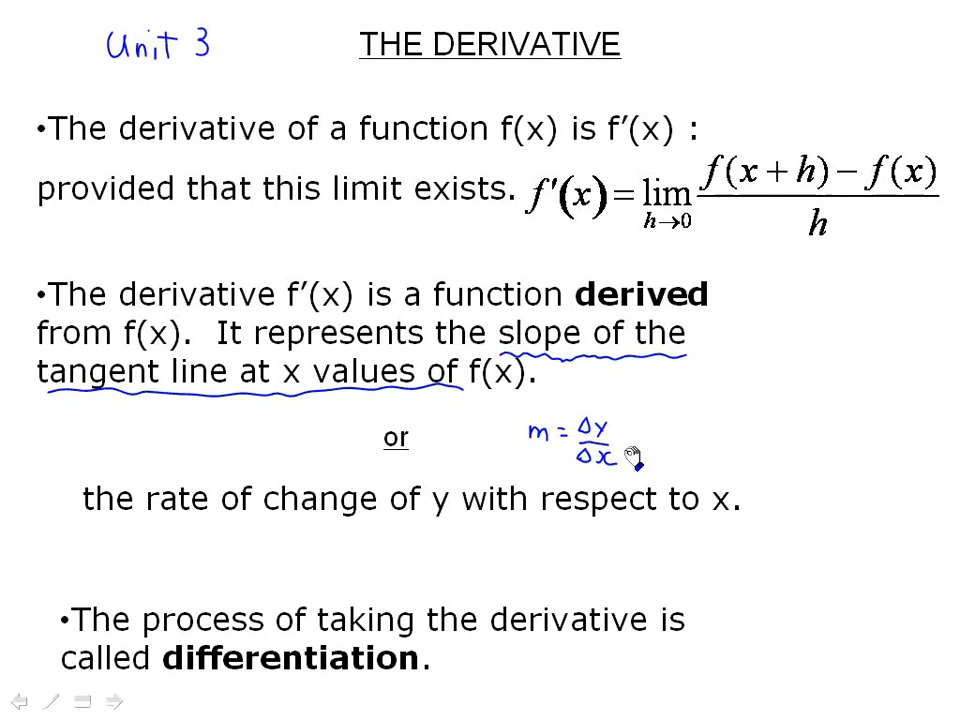 Unit 3 THE DERIVATIVE
•The derivative of a function f(x) is f’(x) :
provided that this limit exists. f'(x) = lim h→0 f(x + h) − f(x) / h
•The derivative f’(x) is a function derived
from f(x). It represents the slope of the
tangent line at x values of f(x).
or m = Δy / Δx
the rate of change of y with respect to x.
•The process of taking the derivative is
called differentiation.